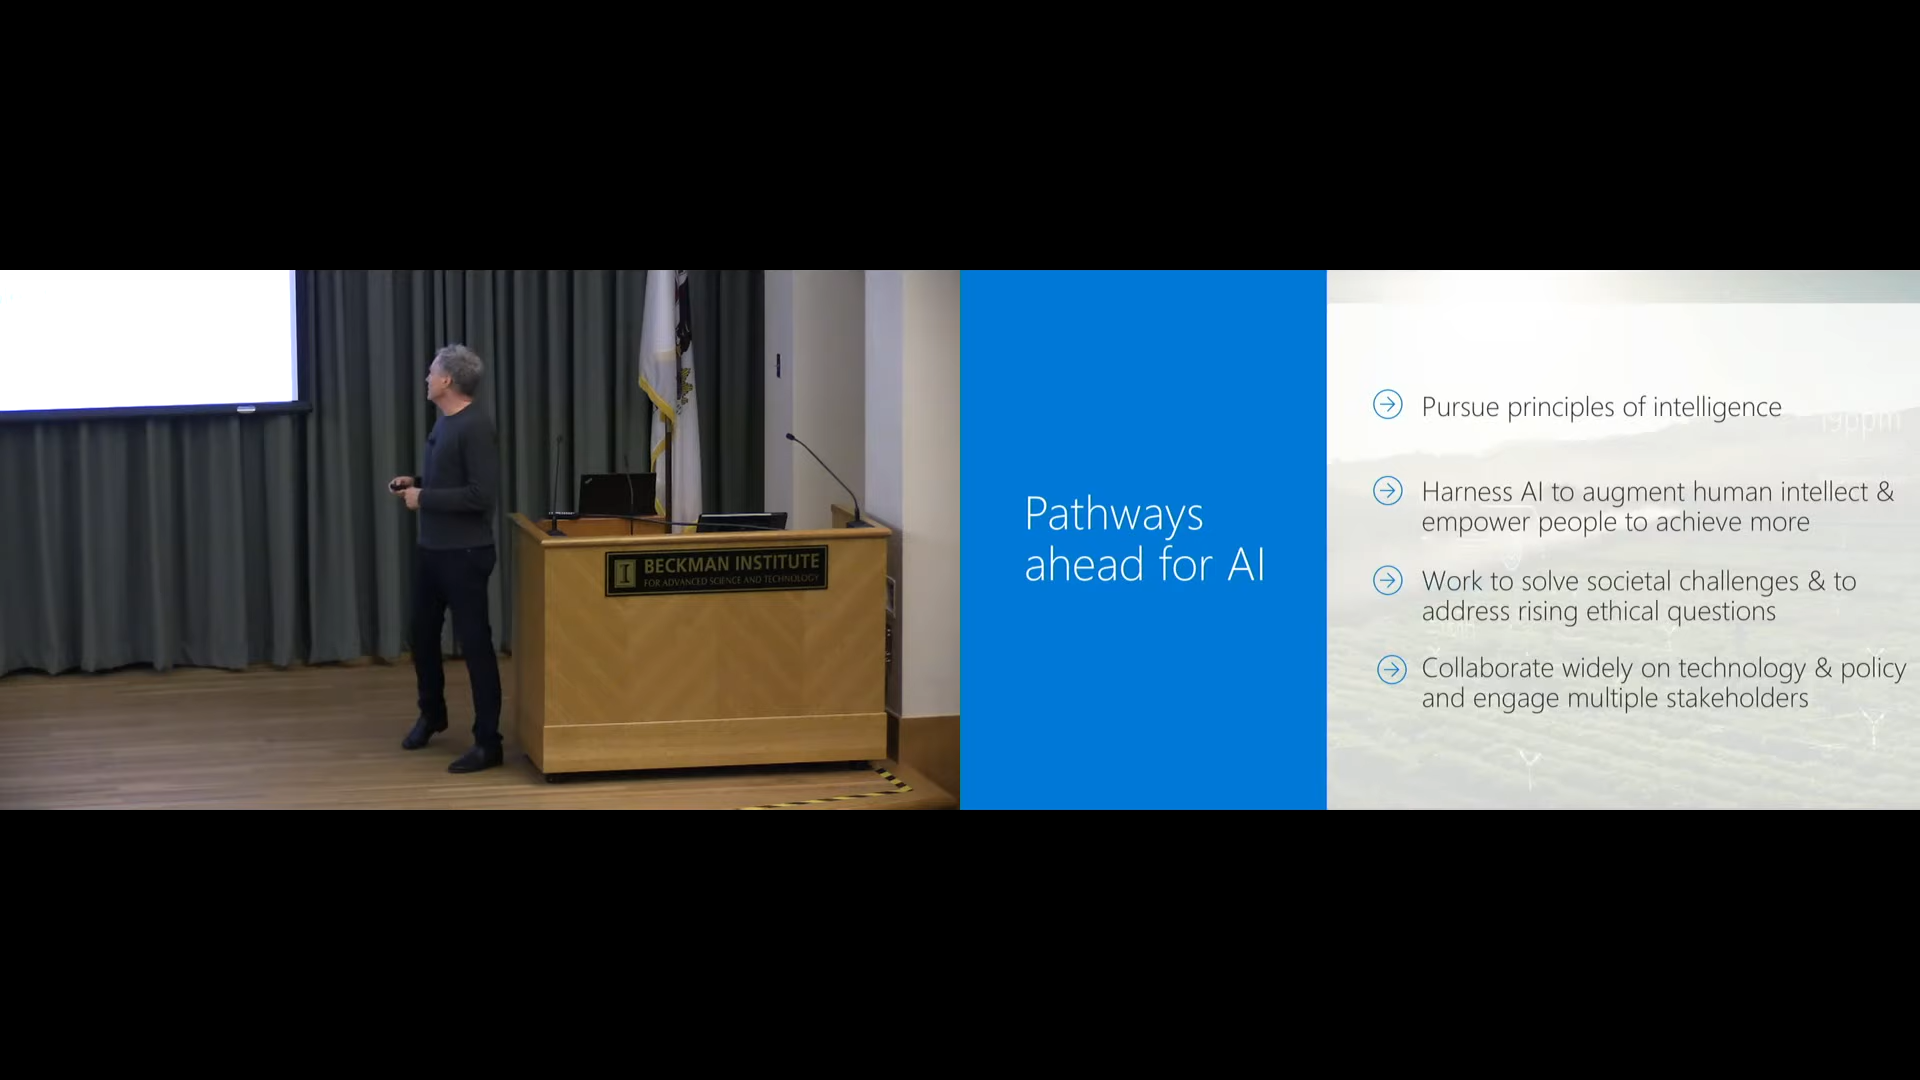 BECKMAN INSTITUTE
FOR ADVANCED SCIENCE AND TECHNOLOGY
Pathways
ahead for AI
Pursue principles of intelligence
19ppm
Harness AI to augment human intellect &
empower people to achieve more
Work to solve societal challenges & to
address rising ethical questions
Collaborate widely on technology & policy
and engage multiple stakeholders